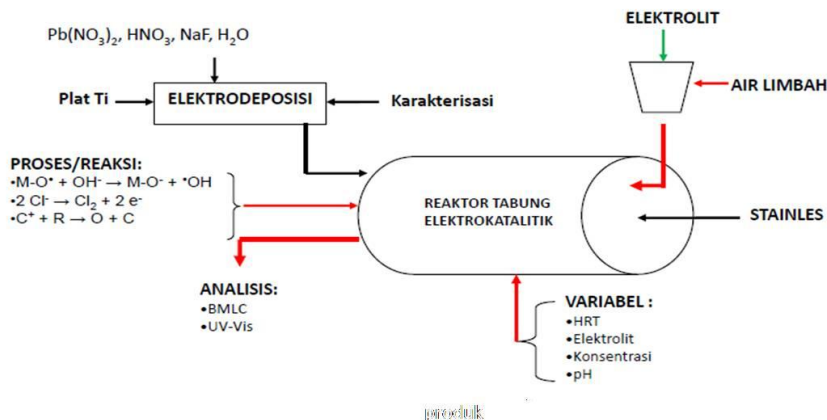 ELEKTROLIT
Pb(NO₃)₂, HNO₃, NaF, H₂O
Plat Ti
ELEKTRODEPOSISI
Karakterisasi
AIR LIMBAH
PROSES/REAKSI:
•M-O• + OH⁻ → M-O⁻ + •OH
•2 Cl⁻ → Cl₂ + 2 e⁻
•C⁺ + R → O + C
REAKTOR TABUNG
ELEKTROKATALITIK
STAINLES
ANALISIS:
•BMLC
•UV-Vis
VARIABEL :
•HRT
•Elektrolit
•Konsentrasi
•pH
produk